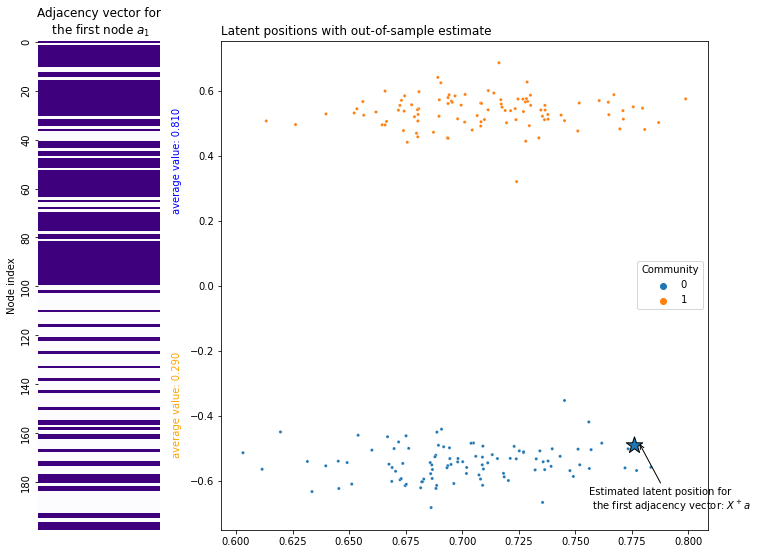 Adjacency vector for
the first node a₁
Node index
0
20
40
60
80
100
120
140
160
180
average value: 0.810
average value: 0.290
Latent positions with out-of-sample estimate
0.6
0.4
0.2
0.0
−0.2
−0.4
−0.6
Community
0
1
Estimated latent position for
the first adjacency vector: X⁺a
0.600 0.625 0.650 0.675 0.700 0.725 0.750 0.775 0.800